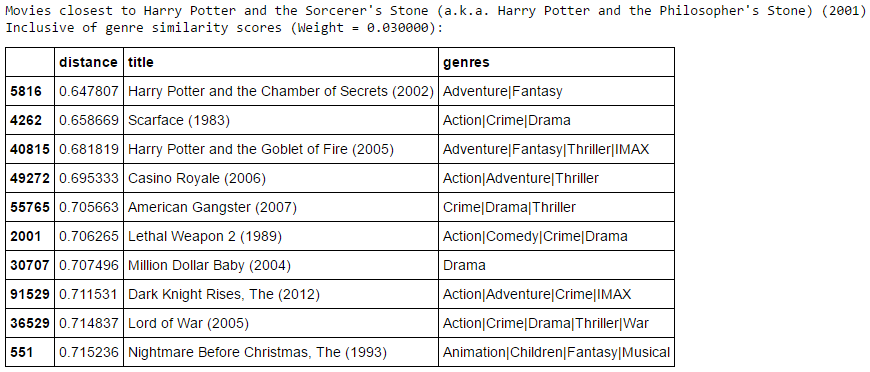 Movies closest to Harry Potter and the Sorcerer's Stone (a.k.a. Harry Potter and the Philosopher's Stone) (2001)
Inclusive of genre similarity scores (Weight = 0.030000):
distance title genres
5816 0.647807 Harry Potter and the Chamber of Secrets (2002) Adventure|Fantasy
4262 0.658669 Scarface (1983) Action|Crime|Drama
40815 0.681819 Harry Potter and the Goblet of Fire (2005) Adventure|Fantasy|Thriller|IMAX
49272 0.695333 Casino Royale (2006) Action|Adventure|Thriller
55765 0.705663 American Gangster (2007) Crime|Drama|Thriller
2001 0.706265 Lethal Weapon 2 (1989) Action|Comedy|Crime|Drama
30707 0.707496 Million Dollar Baby (2004) Drama
91529 0.711531 Dark Knight Rises, The (2012) Action|Adventure|Crime|IMAX
36529 0.714837 Lord of War (2005) Action|Crime|Drama|Thriller|War
551 0.715236 Nightmare Before Christmas, The (1993) Animation|Children|Fantasy|Musical